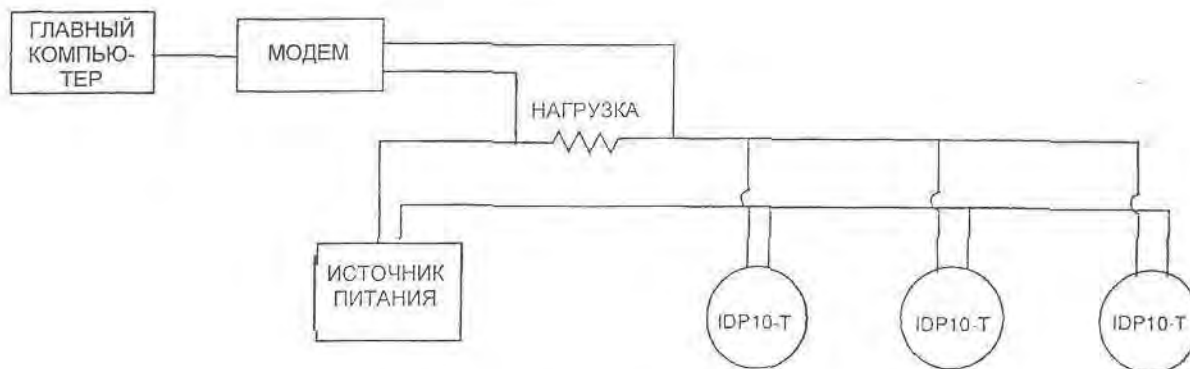 ГЛАВНЫЙ
КОМПЬЮ-
ТЕР
МОДЕМ
НАГРУЗКА
ИСТОЧНИК
ПИТАНИЯ
IDP10-T
IDP10-T
IDP10-T